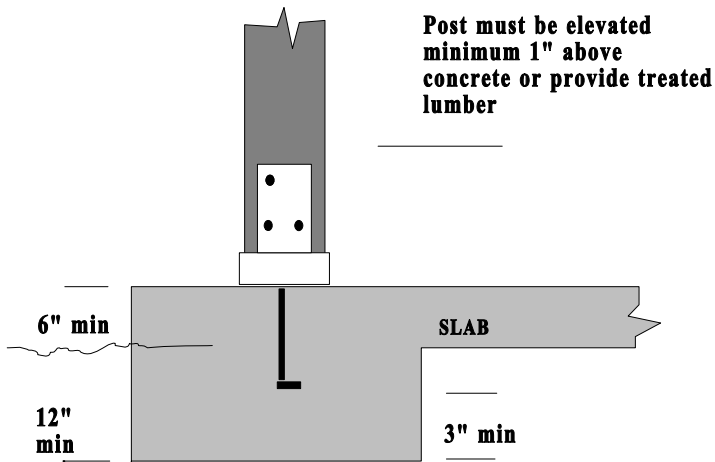 Post must be elevated
minimum 1" above
concrete or provide treated
lumber
6" min
SLAB
12"
min
3" min